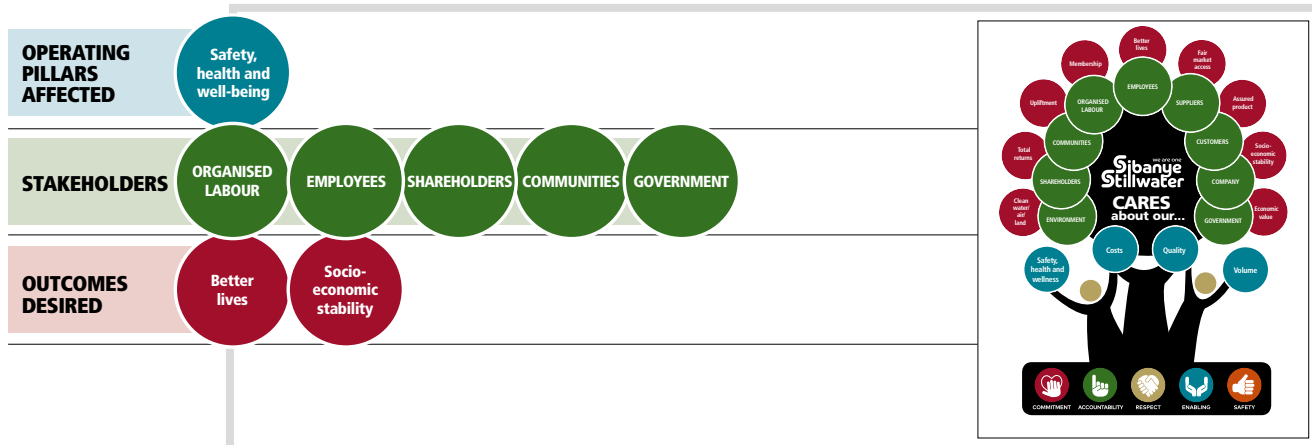 OPERATING
PILLARS
AFFECTED
Safety,
health and
well-being
STAKEHOLDERS
ORGANISED
LABOUR
EMPLOYEES
SHAREHOLDERS
COMMUNITIES
GOVERNMENT
OUTCOMES
DESIRED
Better
lives
Socio-
economic
stability
Better
lives
Membership
Fair
market
access
Upliftment
Assured
product
Total
returns
Socio-
economic
stability
Clean
water/
air/
land
Economic
value
EMPLOYEES
ORGANISED
LABOUR
SUPPLIERS
COMMUNITIES
CUSTOMERS
SHAREHOLDERS
COMPANY
ENVIRONMENT
GOVERNMENT
we are one
Sibanye
Stillwater
CARES
about our...
Costs
Quality
Safety,
health and
wellness
Volume
COMMITMENT
ACCOUNTABILITY
RESPECT
ENABLING
SAFETY